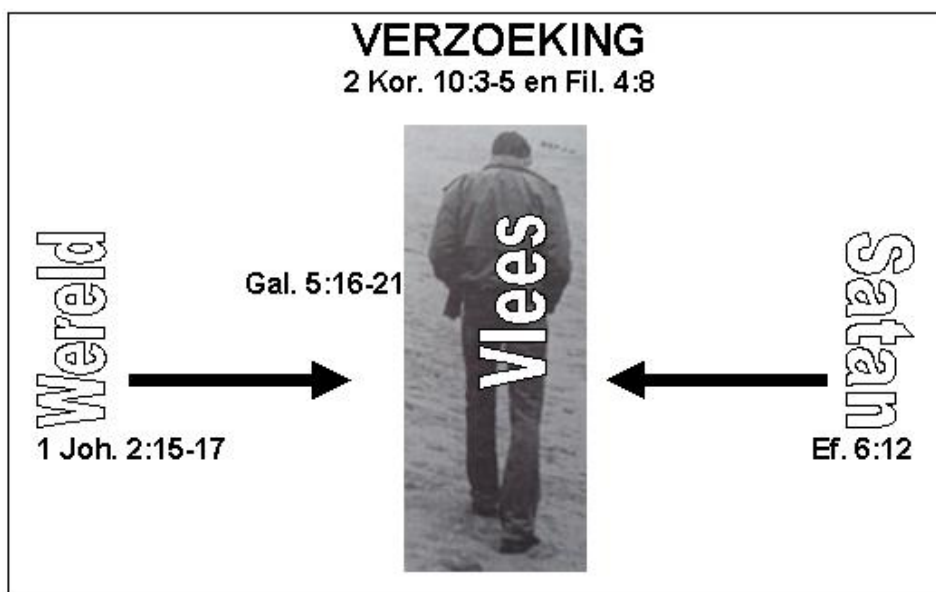 VERZOEKING
2 Kor. 10:3-5 en Fil. 4:8
Wereld
1 Joh. 2:15-17
Gal. 5:16-21
Vlees
Satan
Ef. 6:12